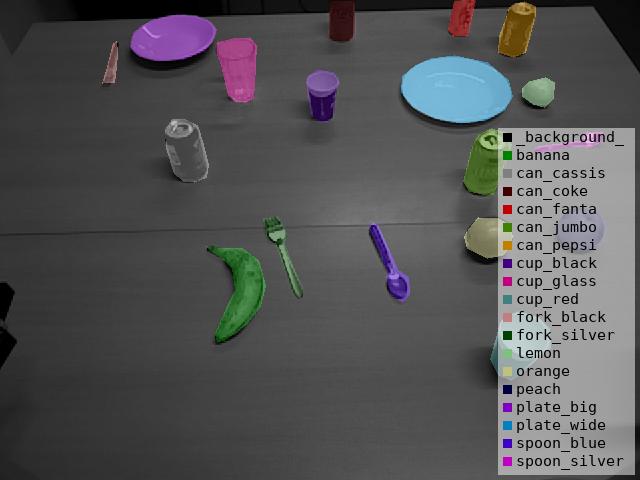 _background_
banana
can_cassis
can_coke
can_fanta
can_jumbo
can_pepsi
cup_black
cup_glass
cup_red
fork_black
fork_silver
lemon
orange
peach
plate_big
plate_wide
spoon_blue
spoon_silver